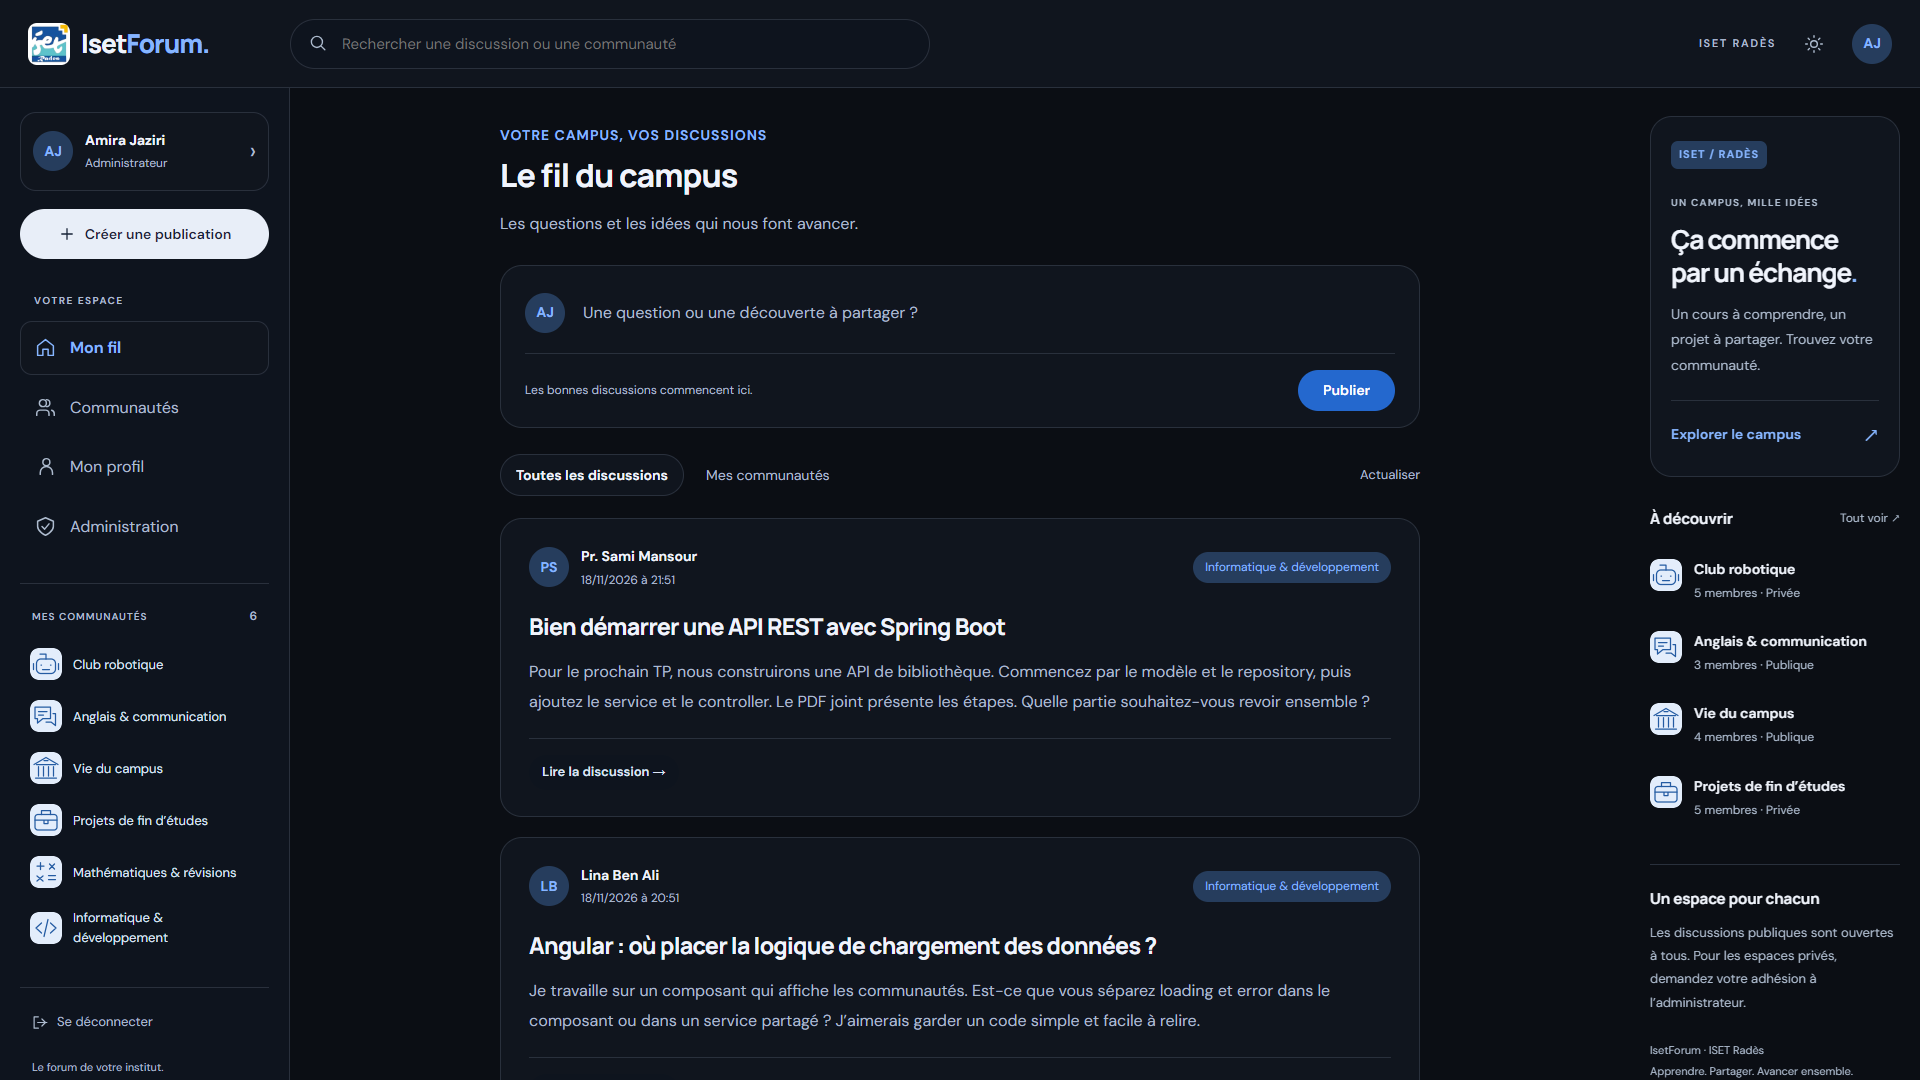 IsetForum.
Rechercher une discussion ou une communauté
ISET RADÈS
AJ
AJ
Amira Jaziri
Administrateur
Créer une publication
VOTRE ESPACE
Mon fil
Communautés
Mon profil
Administration
MES COMMUNAUTÉS 6
Club robotique
Anglais & communication
Vie du campus
Projets de fin d’études
Mathématiques & révisions
Informatique &
développement
Se déconnecter
Le forum de votre institut.
VOTRE CAMPUS, VOS DISCUSSIONS
Le fil du campus
Les questions et les idées qui nous font avancer.
AJ
Une question ou une découverte à partager ?
Les bonnes discussions commencent ici.
Publier
Toutes les discussions
Mes communautés
Actualiser
PS
Pr. Sami Mansour
18/11/2026 à 21:51
Informatique & développement
Bien démarrer une API REST avec Spring Boot
Pour le prochain TP, nous construirons une API de bibliothèque. Commencez par le modèle et le repository, puis
ajoutez le service et le controller. Le PDF joint présente les étapes. Quelle partie souhaitez-vous revoir ensemble ?
Lire la discussion →
LB
Lina Ben Ali
18/11/2026 à 20:51
Informatique & développement
Angular : où placer la logique de chargement des données ?
Je travaille sur un composant qui affiche les communautés. Est-ce que vous séparez loading et error dans le
composant ou dans un service partagé ? J’aimerais garder un code simple et facile à relire.
ISET / RADÈS
UN CAMPUS, MILLE IDÉES
Ça commence
par un échange.
Un cours à comprendre, un
projet à partager. Trouvez votre
communauté.
Explorer le campus ↗
À découvrir
Tout voir ↗
Club robotique
5 membres · Privée
Anglais & communication
3 membres · Publique
Vie du campus
4 membres · Publique
Projets de fin d’études
5 membres · Privée
Un espace pour chacun
Les discussions publiques sont ouvertes
à tous. Pour les espaces privés,
demandez votre adhésion à
l’administrateur.
IsetForum · ISET Radès
Apprendre. Partager. Avancer ensemble.